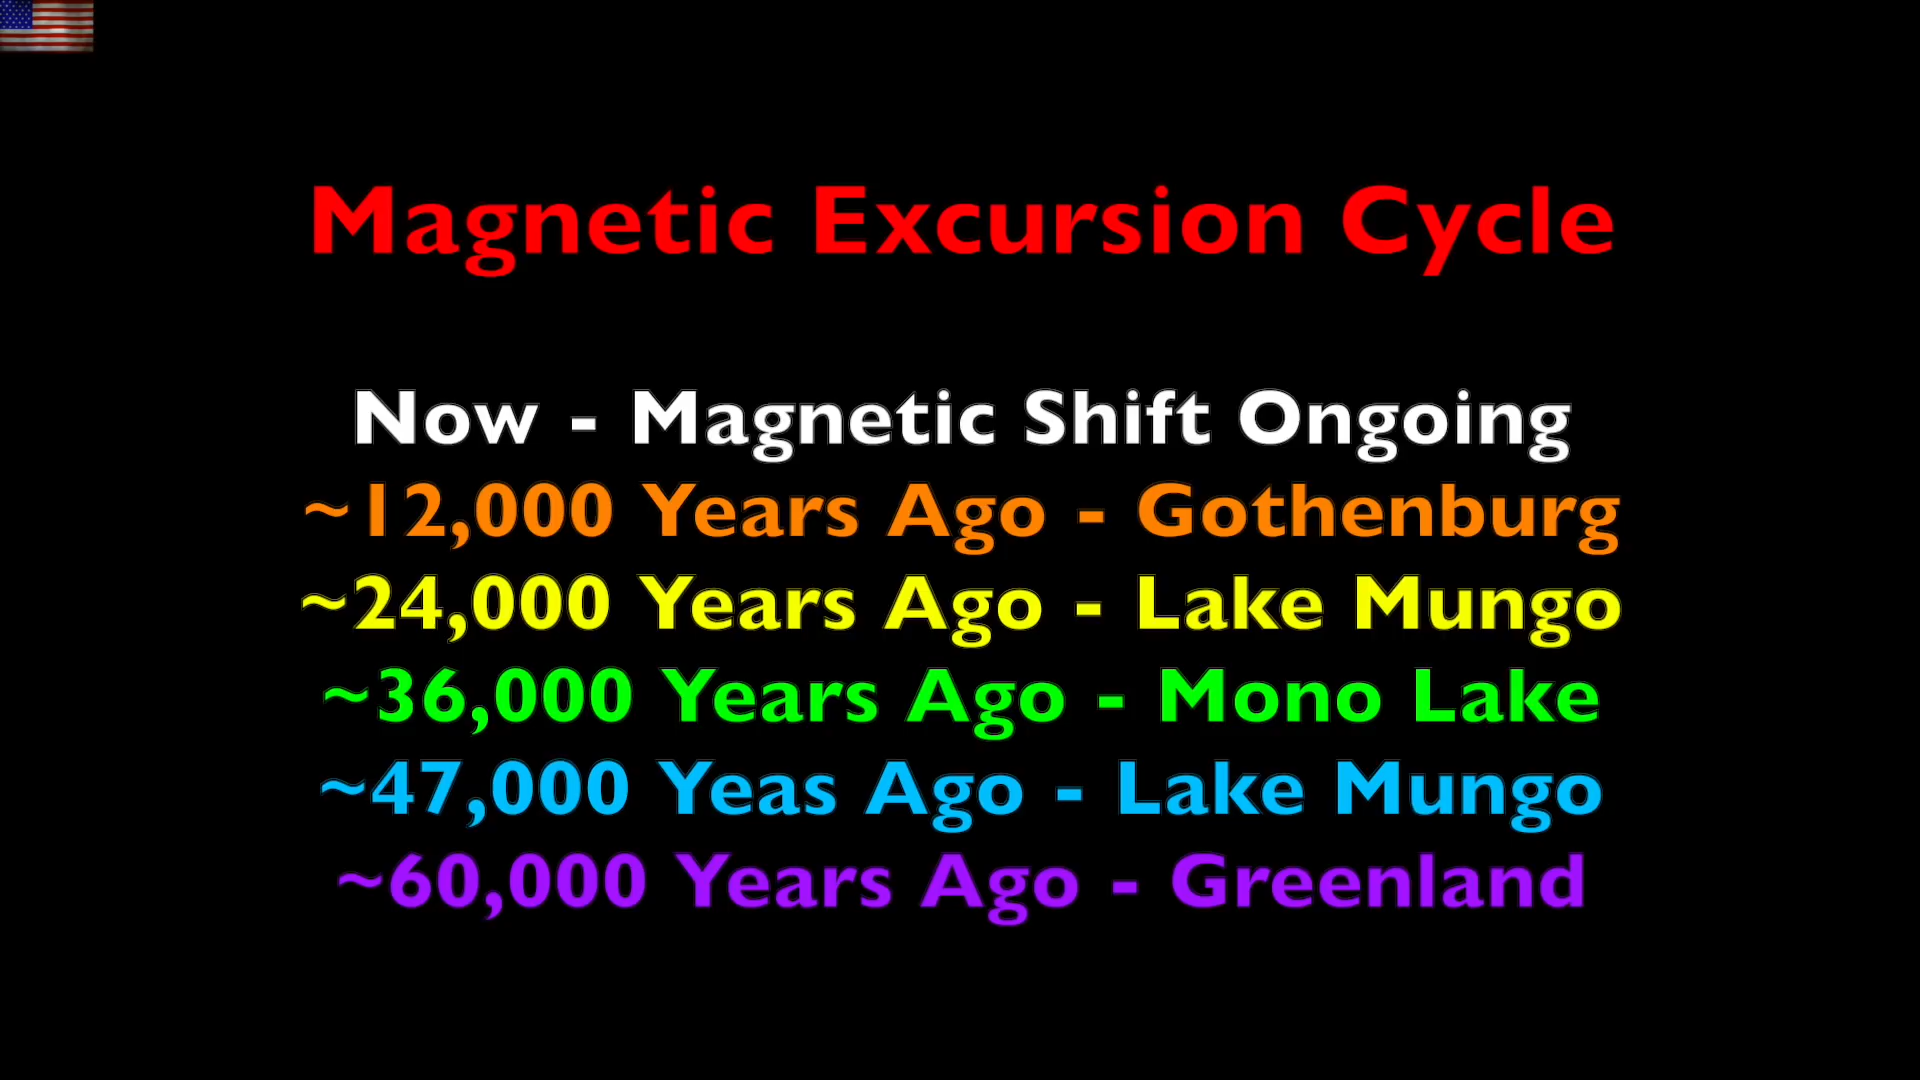 Magnetic Excursion Cycle
Now - Magnetic Shift Ongoing
~12,000 Years Ago - Gothenburg
~24,000 Years Ago - Lake Mungo
~36,000 Years Ago - Mono Lake
~47,000 Yeas Ago - Lake Mungo
~60,000 Years Ago - Greenland